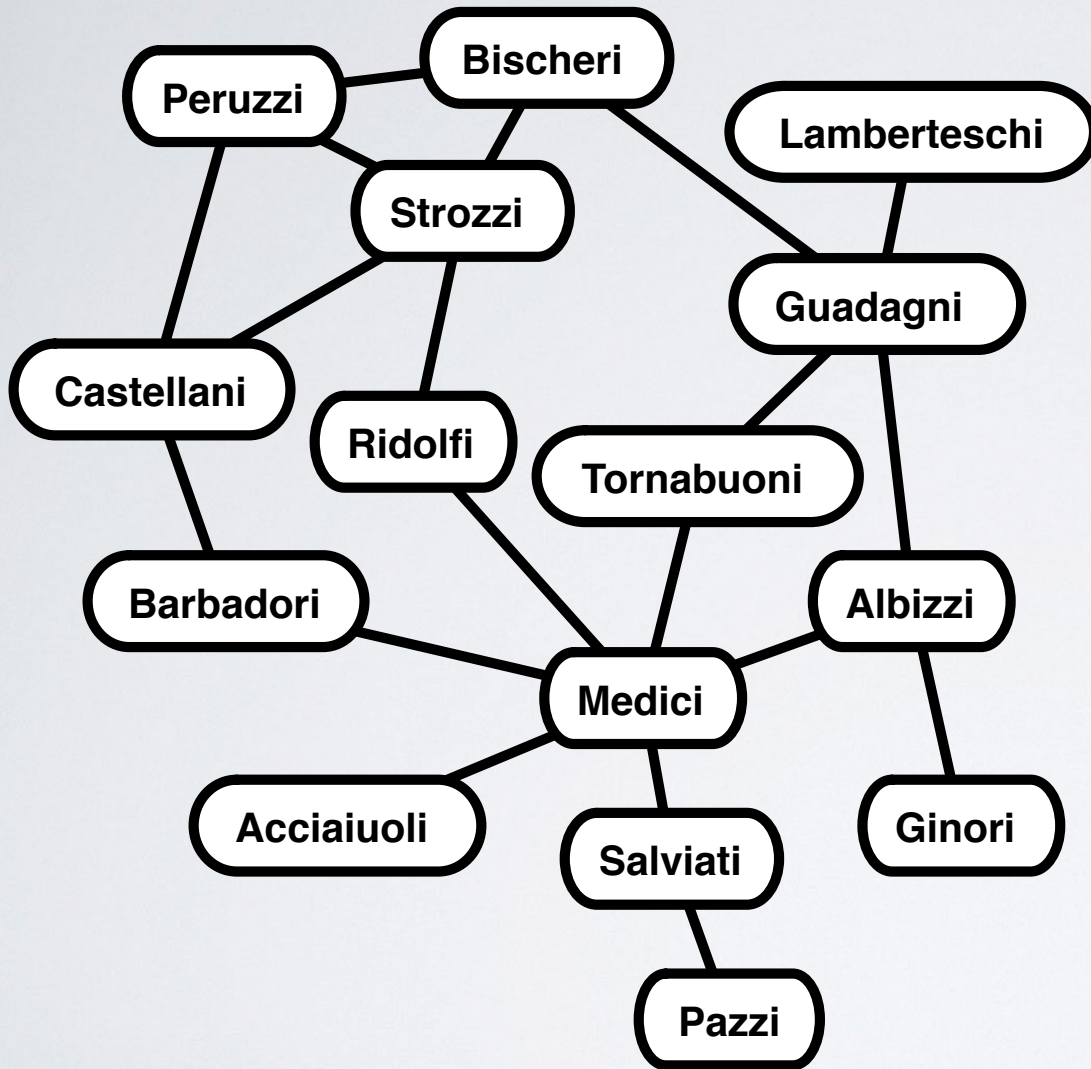 Bischeri
Peruzzi
Lamberteschi
Strozzi
Guadagni
Castellani
Ridolfi
Tornabuoni
Barbadori
Albizzi
Medici
Acciaiuoli
Ginori
Salviati
Pazzi